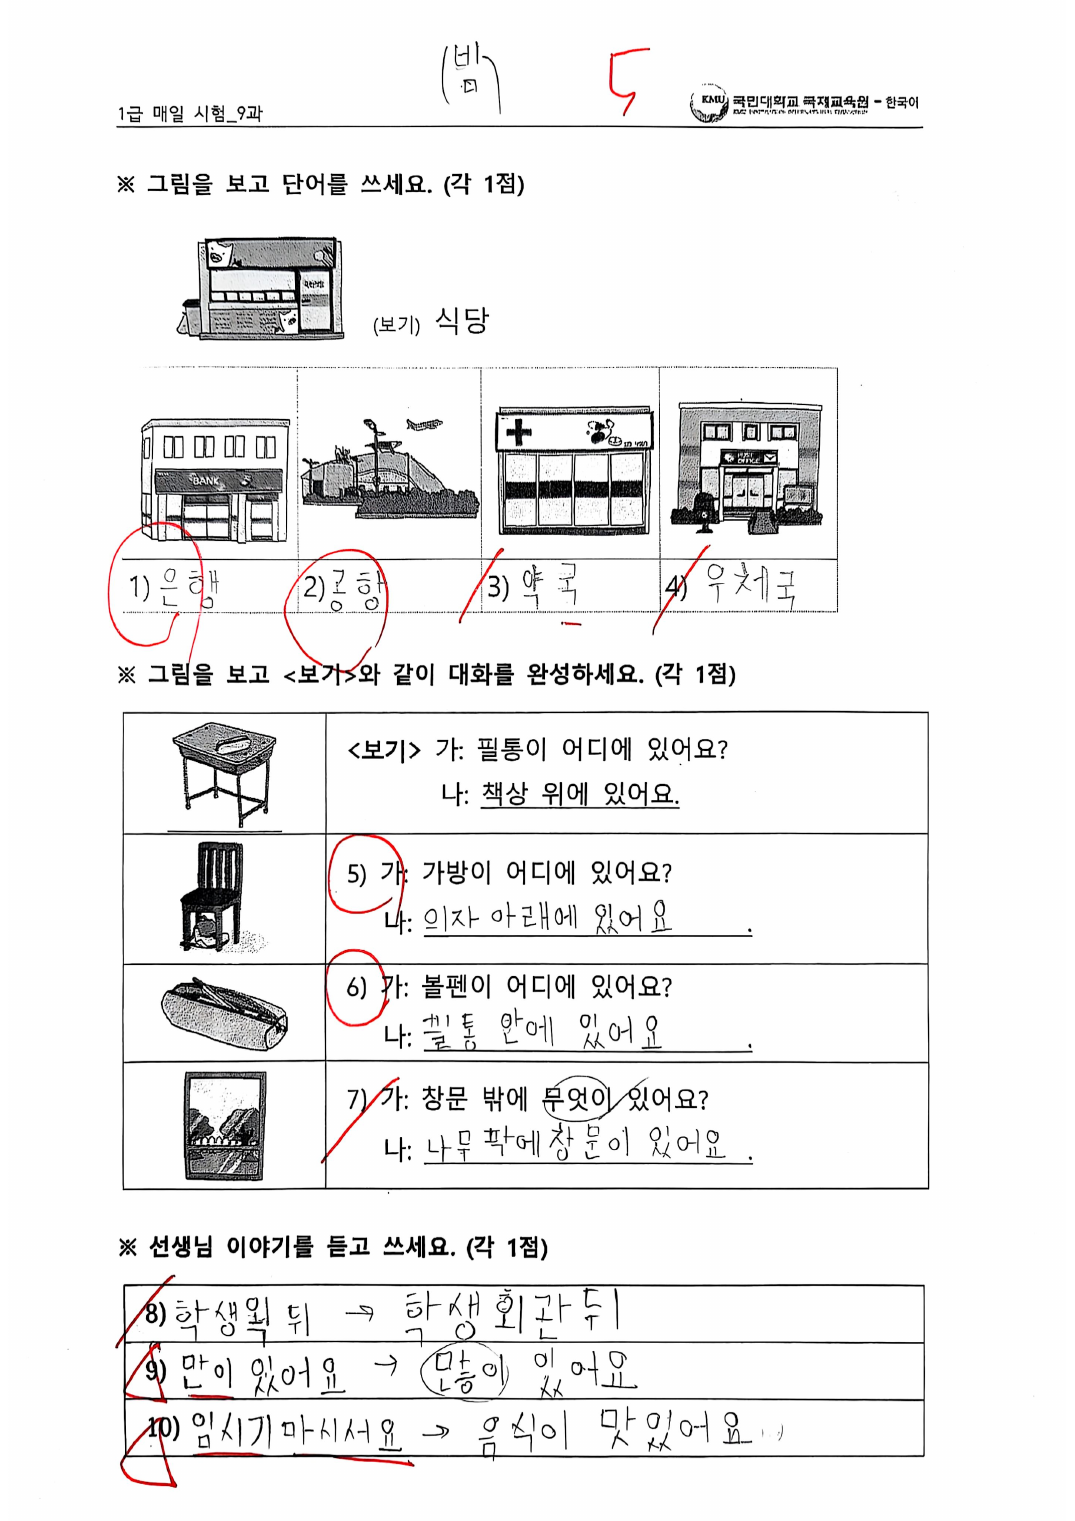 (밤)
5
1급 매일 시험_9과
KMU 국민대학교 국제교육원 - 한국어
※ 그림을 보고 단어를 쓰세요. (각 1점)
(보기) 식당
BANK
1) 은행
2) 공항
3) 약국
4) 우체국
※ 그림을 보고 <보기>와 같이 대화를 완성하세요. (각 1점)
<보기> 가: 필통이 어디에 있어요?
나: 책상 위에 있어요.
5) 가: 가방이 어디에 있어요?
나: 의자 아래에 있어요.
6) 가: 볼펜이 어디에 있어요?
나: 필통 안에 있어요.
7) 가: 창문 밖에 무엇이 있어요?
나: 나무 팍에 창문이 있어요.
※ 선생님 이야기를 듣고 쓰세요. (각 1점)
8) 학생왹 뒤 → 학생회관 뒤
9) 만이 있어요 → 많이 있어요
10) 임시기 마시서요 → 음식이 맛있어요